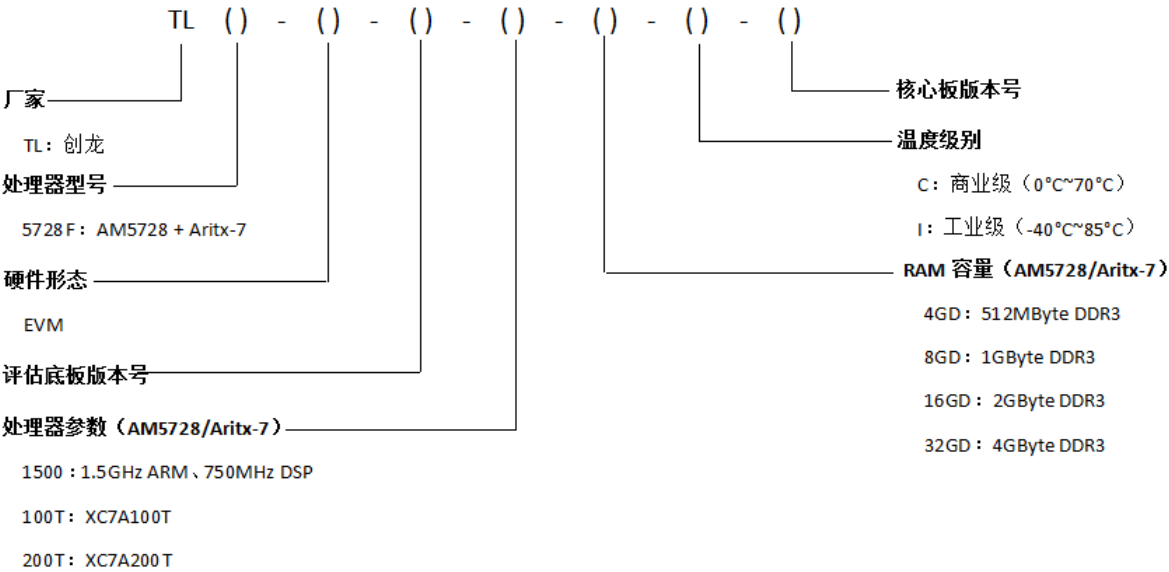 TL () - () - () - () - () - () - ()
厂家
TL：创龙
处理器型号
5728F：AM5728 + Aritx-7
硬件形态
EVM
评估底板版本号
处理器参数（AM5728/Aritx-7）
1500：1.5GHz ARM、750MHz DSP
100T：XC7A100T
200T：XC7A200T
核心板版本号
温度级别
C：商业级（0°C~70°C）
I：工业级（-40°C~85°C）
RAM 容量（AM5728/Aritx-7）
4GD：512MByte DDR3
8GD：1GByte DDR3
16GD：2GByte DDR3
32GD：4GByte DDR3